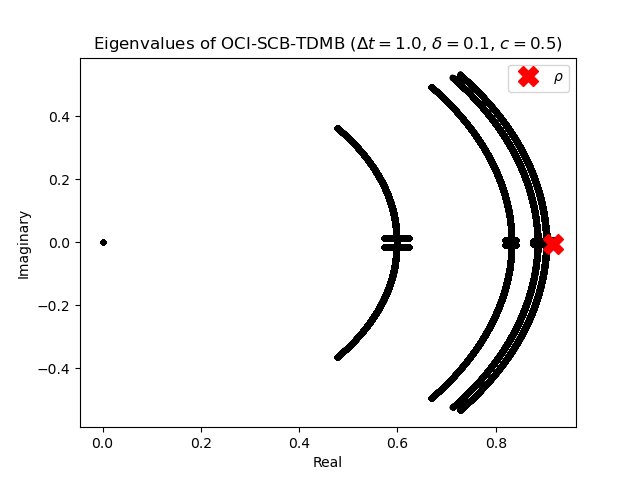 Eigenvalues of OCI-SCB-TDMB (Δt = 1.0, δ = 0.1, c = 0.5)
ρ
0.4
0.2
0.0
−0.2
−0.4
Imaginary
0.0 0.2 0.4 0.6 0.8
Real